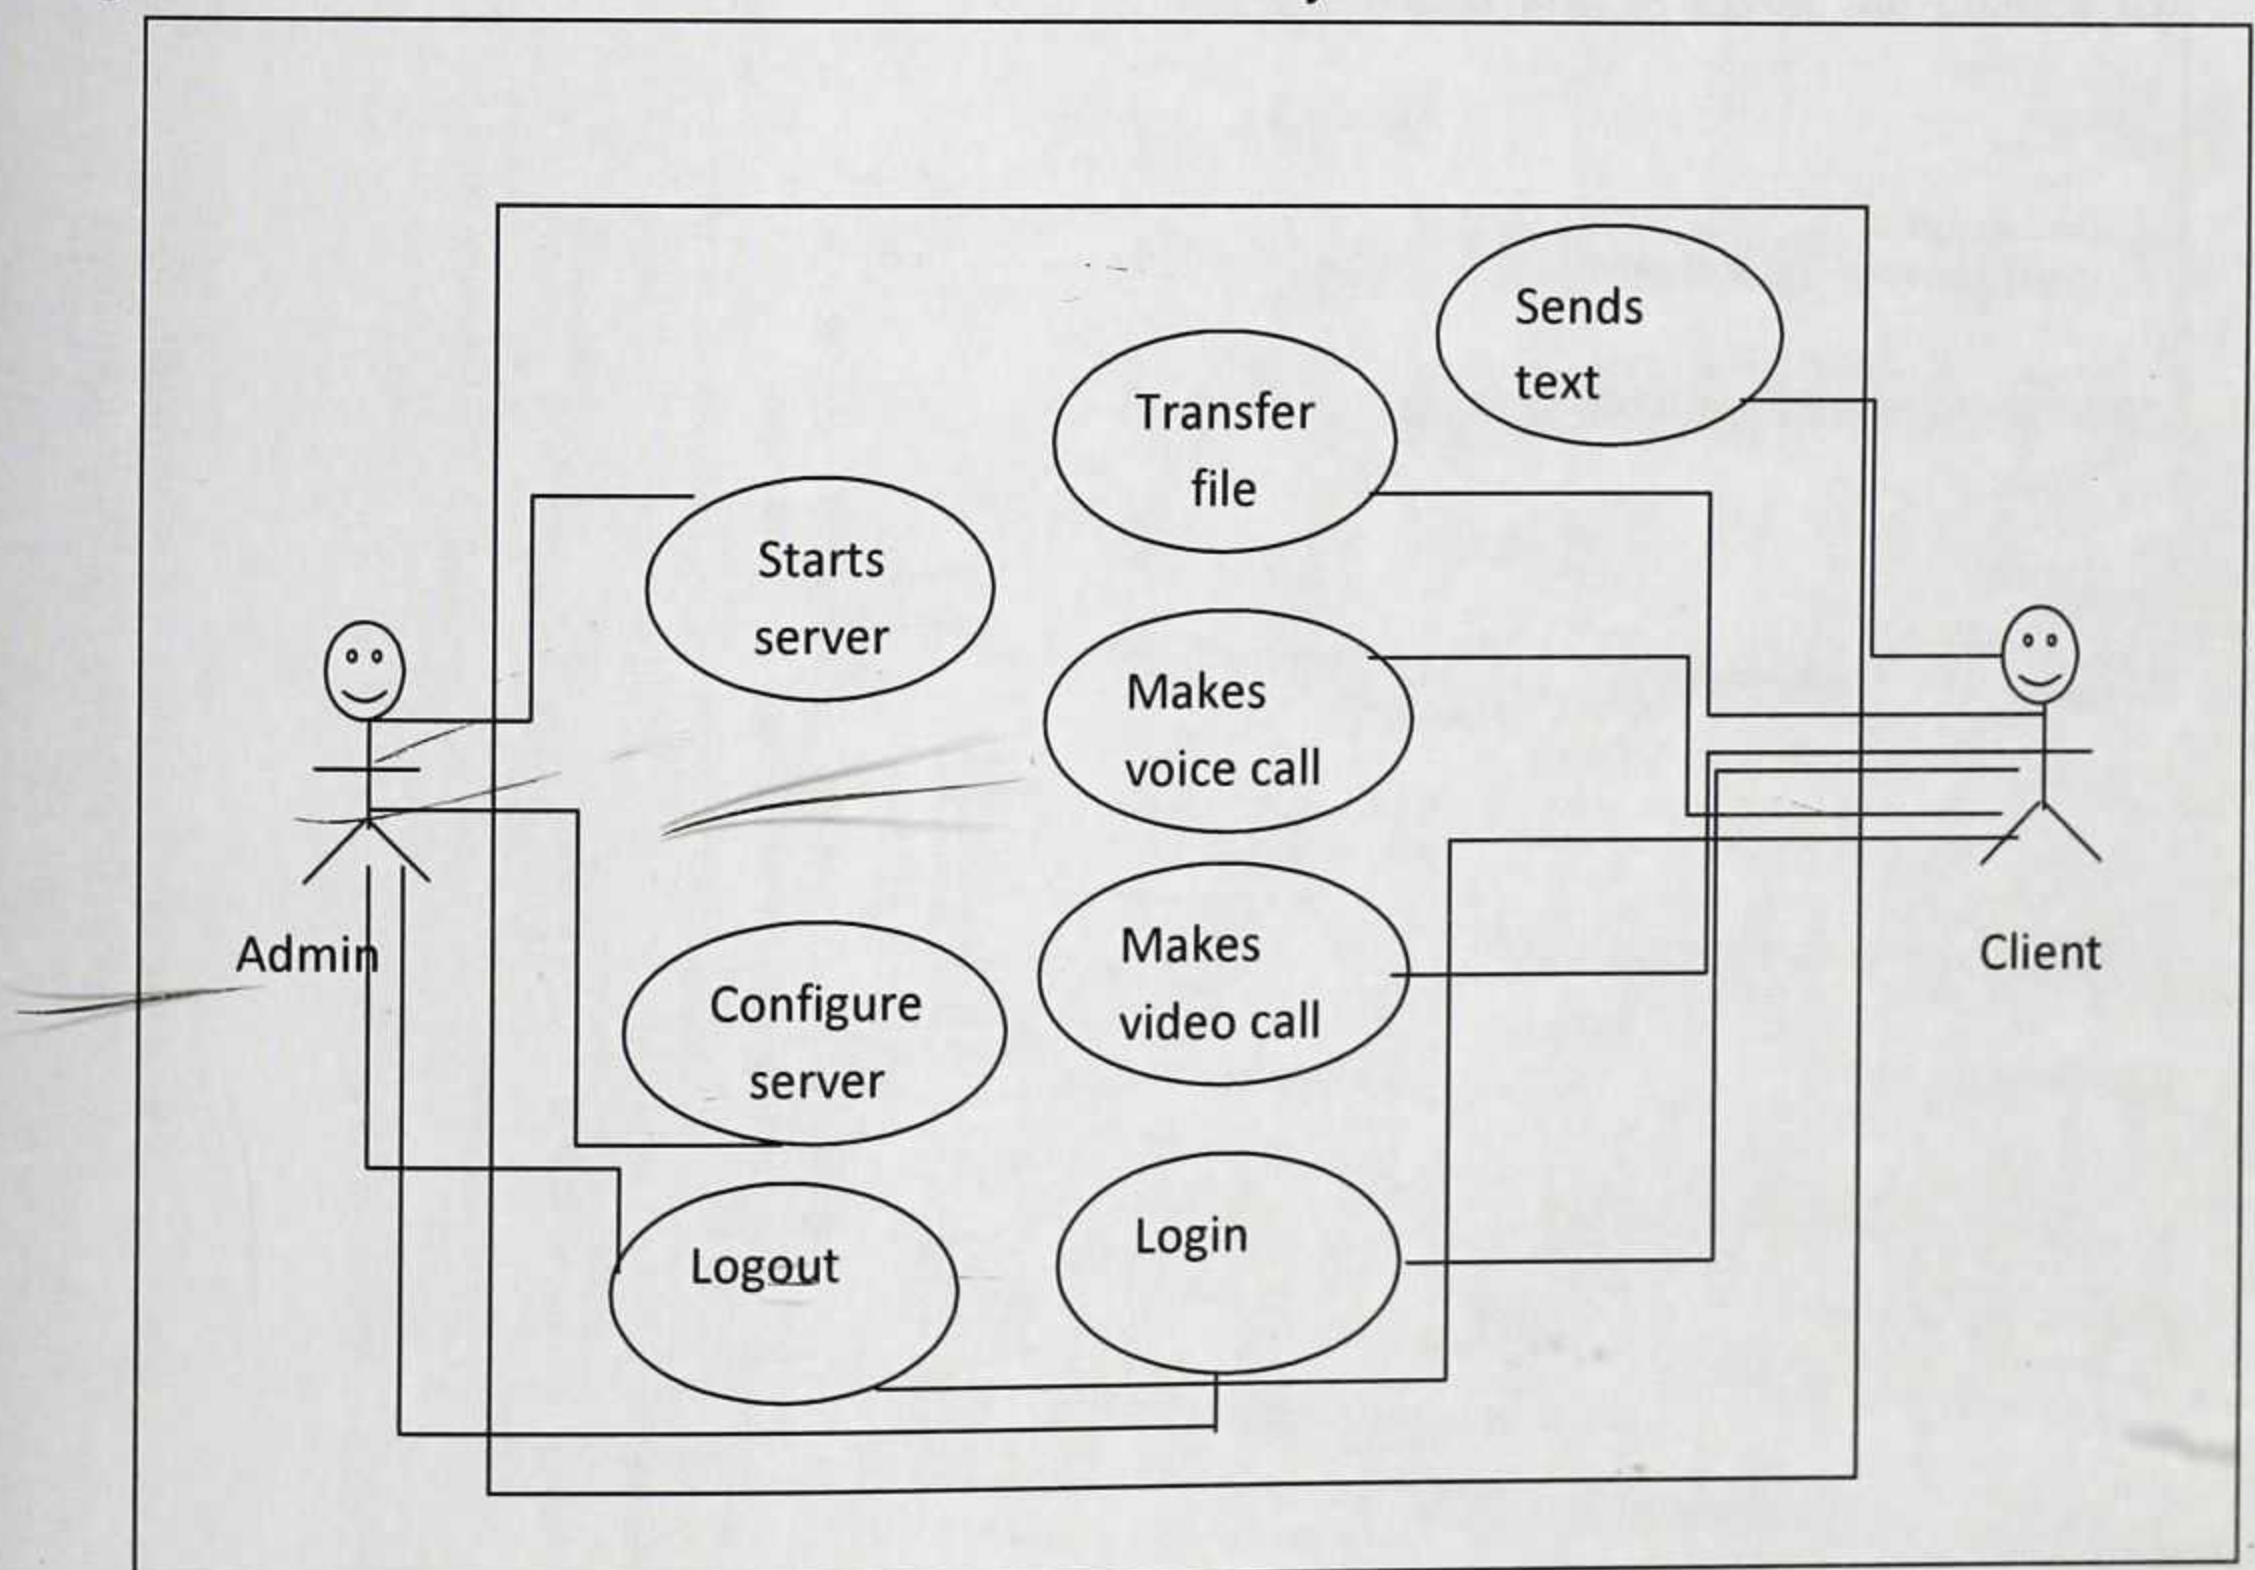 Sends
text
Transfer
file
Starts
server
Makes
voice call
Admin
Client
Makes
video call
Configure
server
Login
Logout